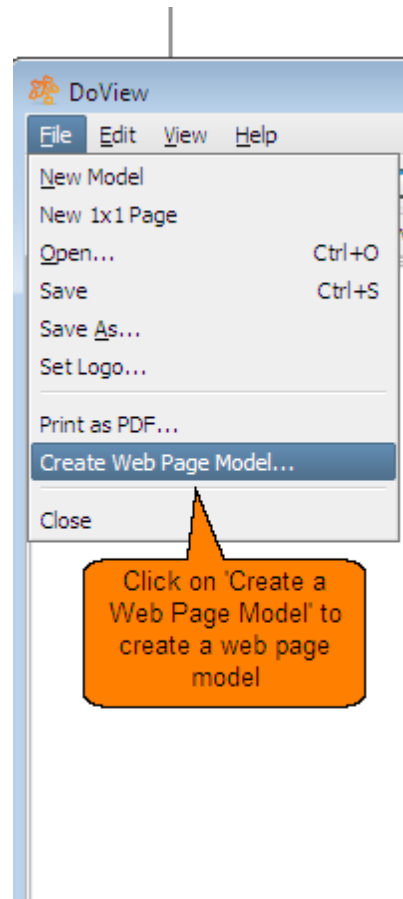 DoView
File Edit View Help
New Model
New 1x1 Page
Open... Ctrl+O
Save Ctrl+S
Save As...
Set Logo...
Print as PDF...
Create Web Page Model...
Close
Click on 'Create a
Web Page Model' to
create a web page
model